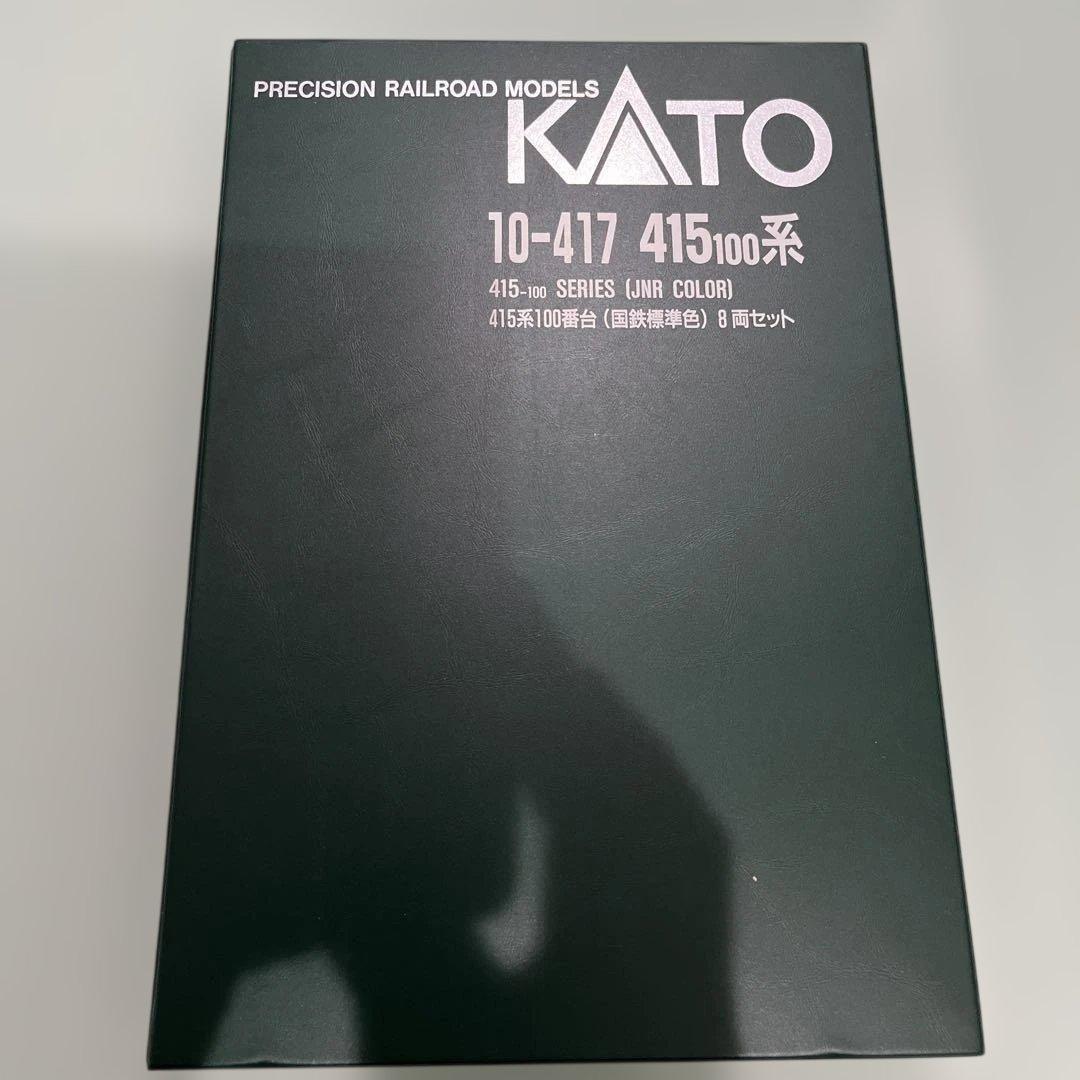 PRECISION RAILROAD MODELS
KATO
10-417 415100系
415-100 SERIES (JNR COLOR)
415系100番台(国鉄標準色) 8両セット